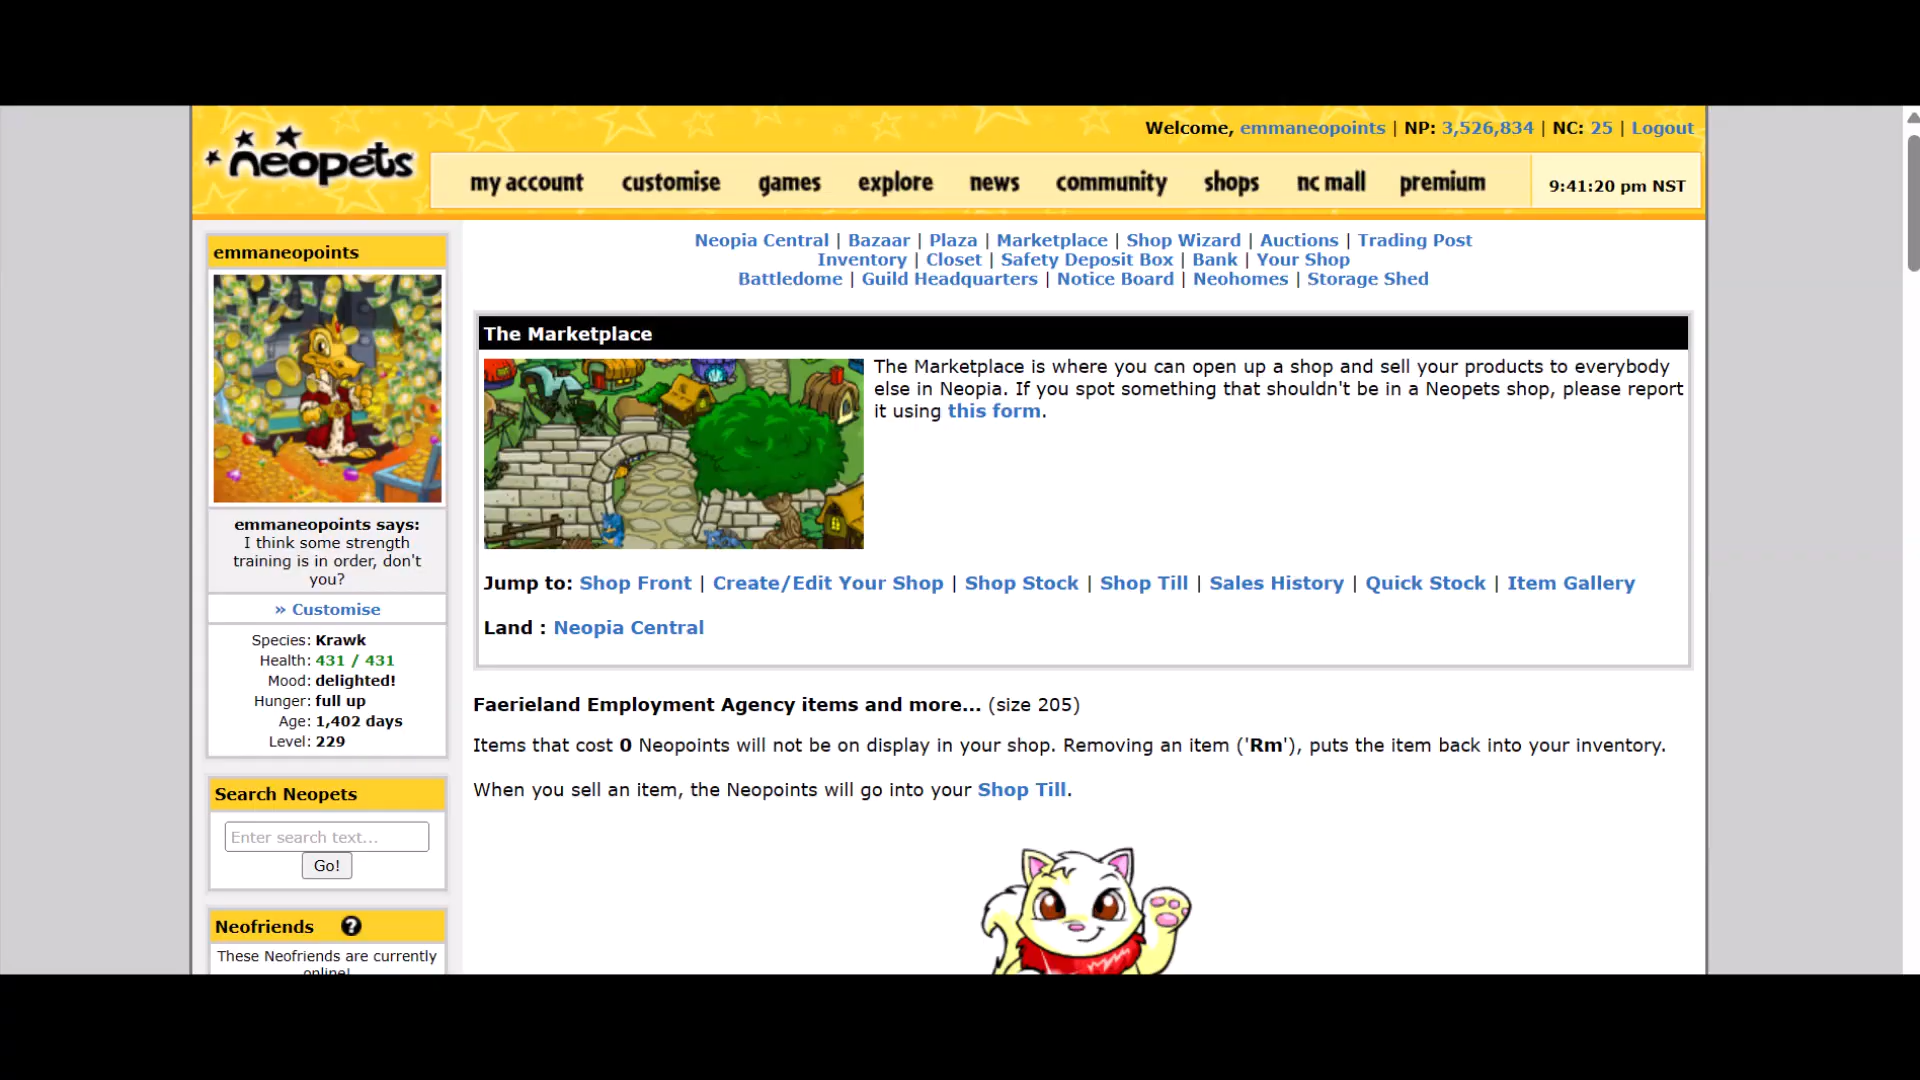 neopets
Welcome, emmaneopoints | NP: 3,526,834 | NC: 25 | Logout
my account customise games explore news community shops nc mall premium 9:41:20 pm NST
emmaneopoints
emmaneopoints says:
I think some strength
training is in order, don't
you?
» Customise
Species: Krawk
Health: 431 / 431
Mood: delighted!
Hunger: full up
Age: 1,402 days
Level: 229
Search Neopets
Enter search text...
Go!
Neofriends ?
These Neofriends are currently
online!
Neopia Central | Bazaar | Plaza | Marketplace | Shop Wizard | Auctions | Trading Post
Inventory | Closet | Safety Deposit Box | Bank | Your Shop
Battledome | Guild Headquarters | Notice Board | Neohomes | Storage Shed
The Marketplace
The Marketplace is where you can open up a shop and sell your products to everybody
else in Neopia. If you spot something that shouldn't be in a Neopets shop, please report
it using this form.
Jump to: Shop Front | Create/Edit Your Shop | Shop Stock | Shop Till | Sales History | Quick Stock | Item Gallery
Land : Neopia Central
Faerieland Employment Agency items and more... (size 205)
Items that cost 0 Neopoints will not be on display in your shop. Removing an item ('Rm'), puts the item back into your inventory.
When you sell an item, the Neopoints will go into your Shop Till.